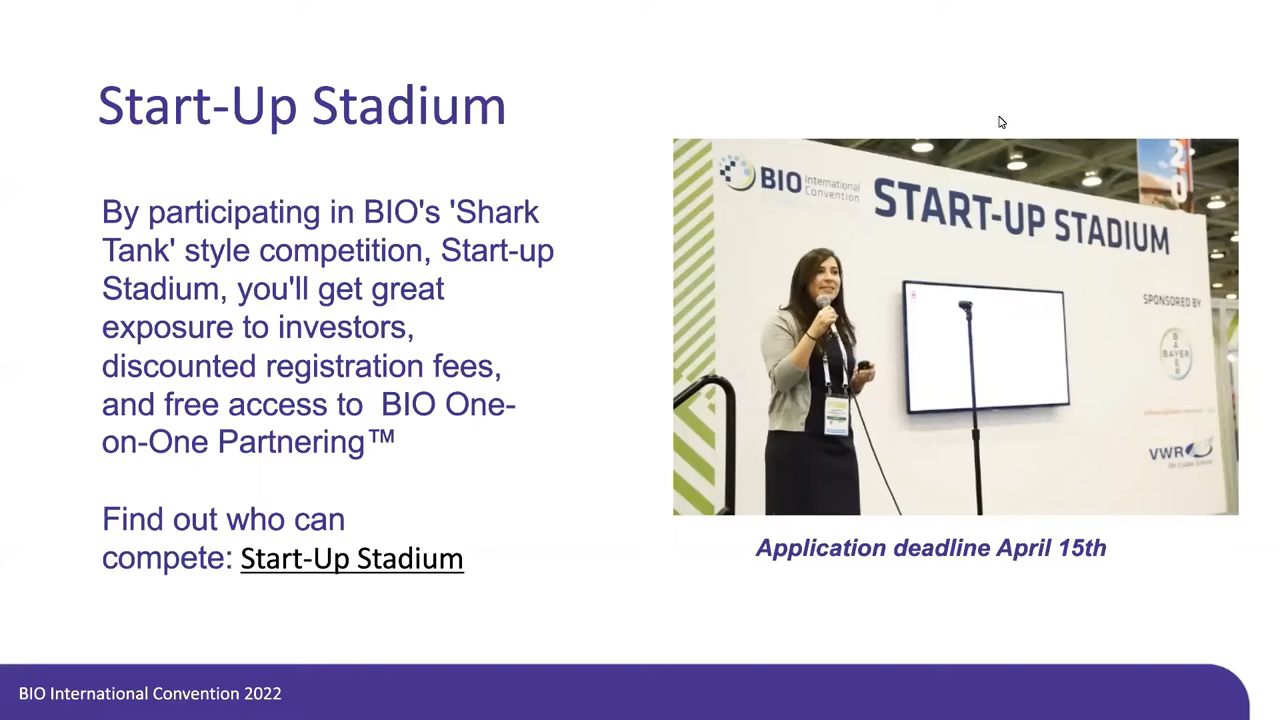 Start-Up Stadium
By participating in BIO's 'Shark
Tank' style competition, Start-up
Stadium, you'll get great
exposure to investors,
discounted registration fees,
and free access to  BIO One-
on-One Partnering™
Find out who can
compete: Start-Up Stadium
BIO International
Convention
START-UP STADIUM
20
SPONSORED BY
BAYER
BAYER
VWR
Application deadline April 15th
BIO International Convention 2022